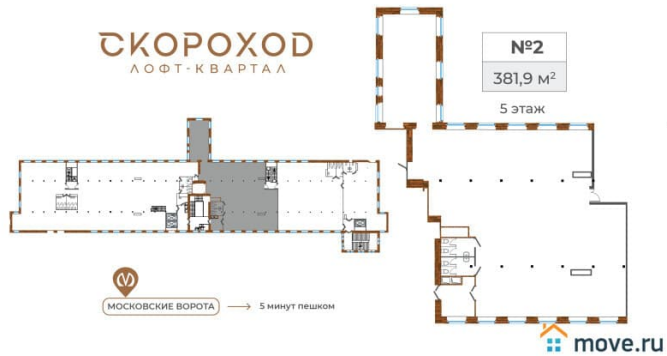 СКОРОХОД
ЛОФТ-КВАРТАЛ
№2
381,9 м²
5 этаж
МОСКОВСКИЕ ВОРОТА
5 минут пешком
move.ru